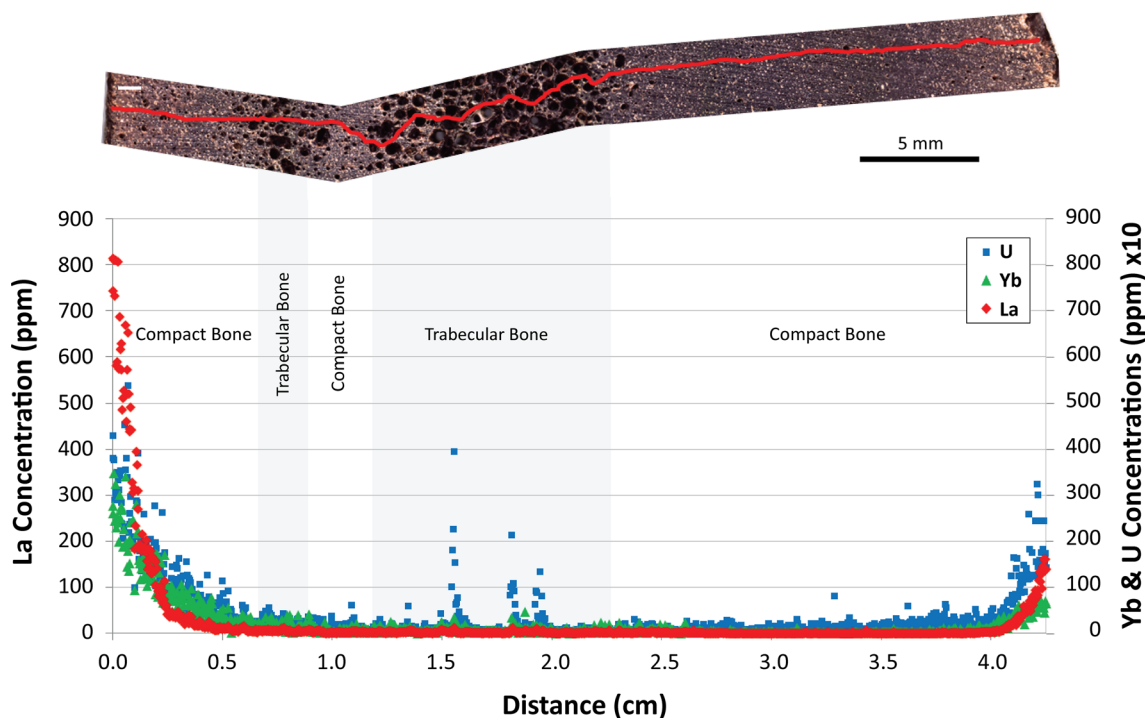 5 mm
La Concentration (ppm)
900
800
700
600
500
400
300
200
100
0
Compact Bone
Trabecular Bone
Compact Bone
Trabecular Bone
Compact Bone
U
Yb
La
900
800
700
600
500
400
300
200
100
0
Yb & U Concentrations (ppm) x10
0.0 0.5 1.0 1.5 2.0 2.5 3.0 3.5 4.0
Distance (cm)